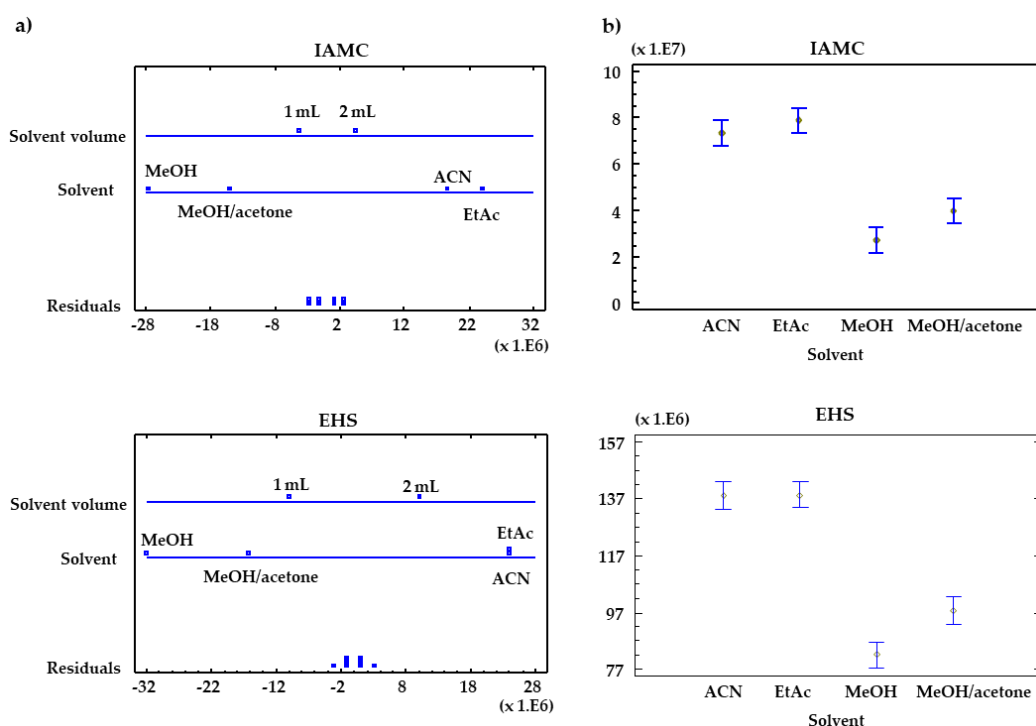 a)
IAMC
1 mL 2 mL
Solvent volume
MeOH
ACN
Solvent
MeOH/acetone
EtAc
Residuals
-28 -18 -8 2 12 22 32
(x 1.E6)
b)
(x 1.E7)
IAMC
10
8
6
4
2
0
ACN EtAc MeOH MeOH/acetone
Solvent
EHS
1 mL 2 mL
Solvent volume
EtAc
MeOH
Solvent
MeOH/acetone
ACN
Residuals
-32 -22 -12 -2 8 18 28
(x 1.E6)
EHS
(x 1.E6)
157
137
117
97
77
ACN EtAc MeOH MeOH/acetone
Solvent